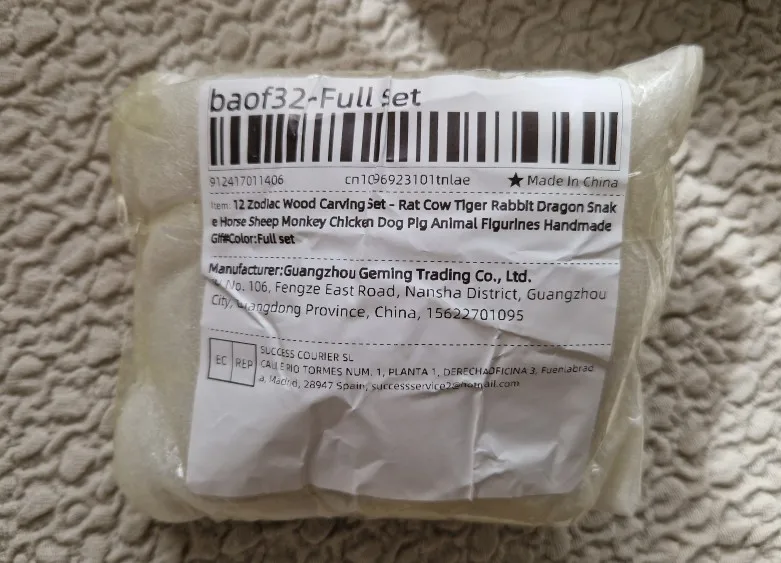 baof32-Full Set
912417011406 cn1096923101tnlae ★ Made In China
Item: 12 Zodiac Wood Carving Set - Rat Cow Tiger Rabbit Dragon Snak
e Horse Sheep Monkey Chicken Dog Pig Animal Figurines Handmade
Gift#Color:Full set
Manufacturer:Guangzhou Geming Trading Co., Ltd.
No. 106, Fengze East Road, Nansha District, Guangzhou
City, Guangdong Province, China, 15622701095
EC REP
SUCCESS COURIER SL
CALLE RIO TORMES NUM. 1, PLANTA 1, DERECHAOFICINA 3, Fuenlabrad
a, Madrid, 28947 Spain, successservice2@hotmail.com